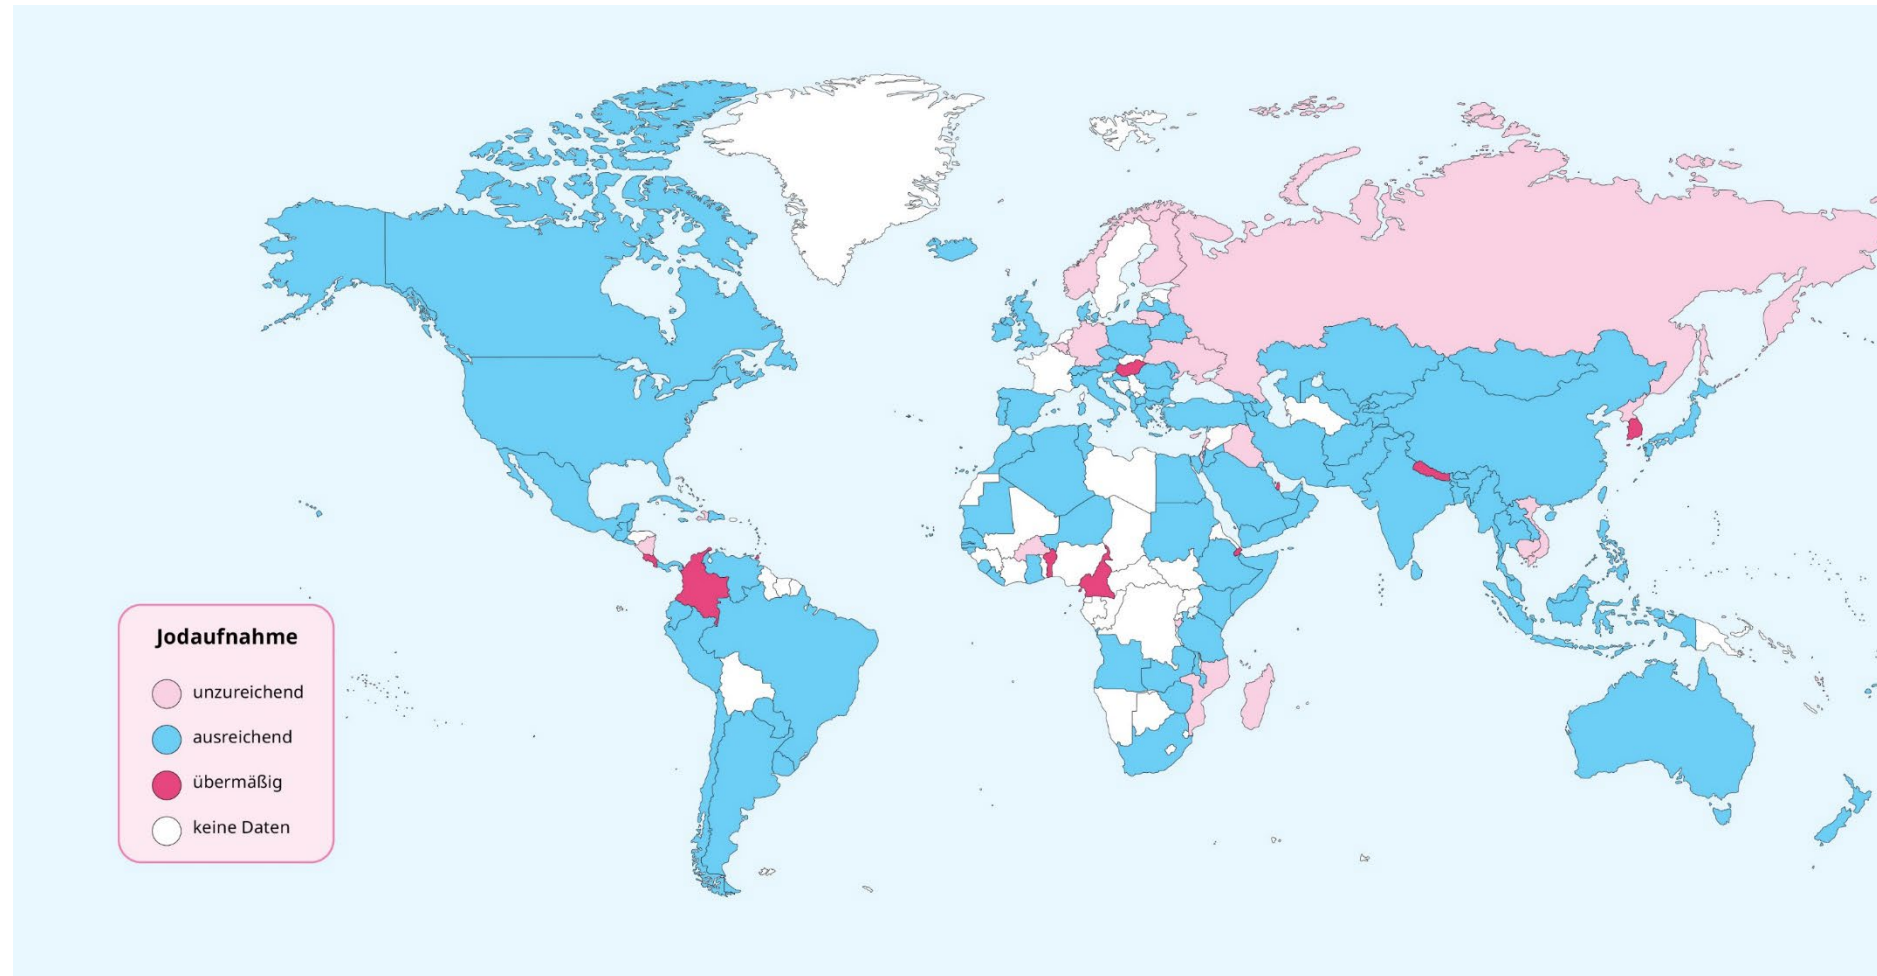 Jodaufnahme
unzureichend
ausreichend
übermäßig
keine Daten